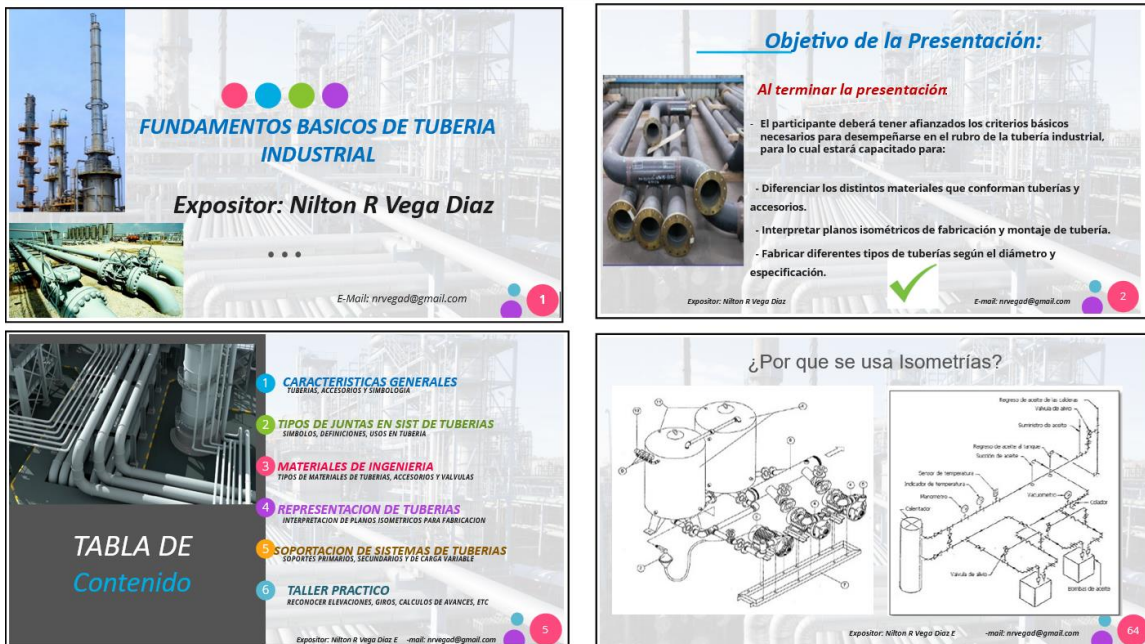 FUNDAMENTOS BASICOS DE TUBERIA
INDUSTRIAL
Expositor: Nilton R Vega Diaz
E-Mail: nrvegad@gmail.com
1
Objetivo de la Presentación:
Al terminar la presentación:
- El participante deberá tener afianzados los criterios básicos
necesarios para desempeñarse en el rubro de la tubería industrial,
para lo cual estará capacitado para:
- Diferenciar los distintos materiales que conforman tuberías y
accesorios.
- Interpretar planos isométricos de fabricación y montaje de tubería.
- Fabricar diferentes tipos de tuberías según el diámetro y
especificación.
Expositor: Nilton R Vega Diaz
E-mail: nrvegad@gmail.com
2
TABLA DE
Contenido
1 CARACTERISTICAS GENERALES
TUBERIAS, ACCESORIOS Y SIMBOLOGIA
2 TIPOS DE JUNTAS EN SIST DE TUBERIAS
SIMBOLOS, DEFINICIONES, USOS EN TUBERIA
3 MATERIALES DE INGENIERIA
TIPOS DE MATERIALES DE TUBERIAS, ACCESORIOS Y VALVULAS
4 REPRESENTACION DE TUBERIAS
INTERPRETACION DE PLANOS ISOMETRICOS PARA FABRICACION
5 SOPORTACION DE SISTEMAS DE TUBERIAS
SOPORTES PRIMARIOS, SECUNDARIOS Y DE CARGA VARIABLE
6 TALLER PRACTICO
RECONOCER ELEVACIONES, GIROS, CALCULOS DE AVANCES, ETC
Expositor: Nilton R Vega Diaz E -mail: nrvegad@gmail.com
5
¿Por que se usa Isometrías?
Regreso de aceite de las calderas
Valvula de alivio
Suministro de aceite
Regreso de aceite al tanque
Succión de aceite
Sensor de temperatura
Indicador de temperatura
Manometro
Vacuometro
Colador
Calentador
Valvula de alivio
Bombas de aceite
Expositor: Nilton R Vega Diaz E -mail: nrvegad@gmail.com
64